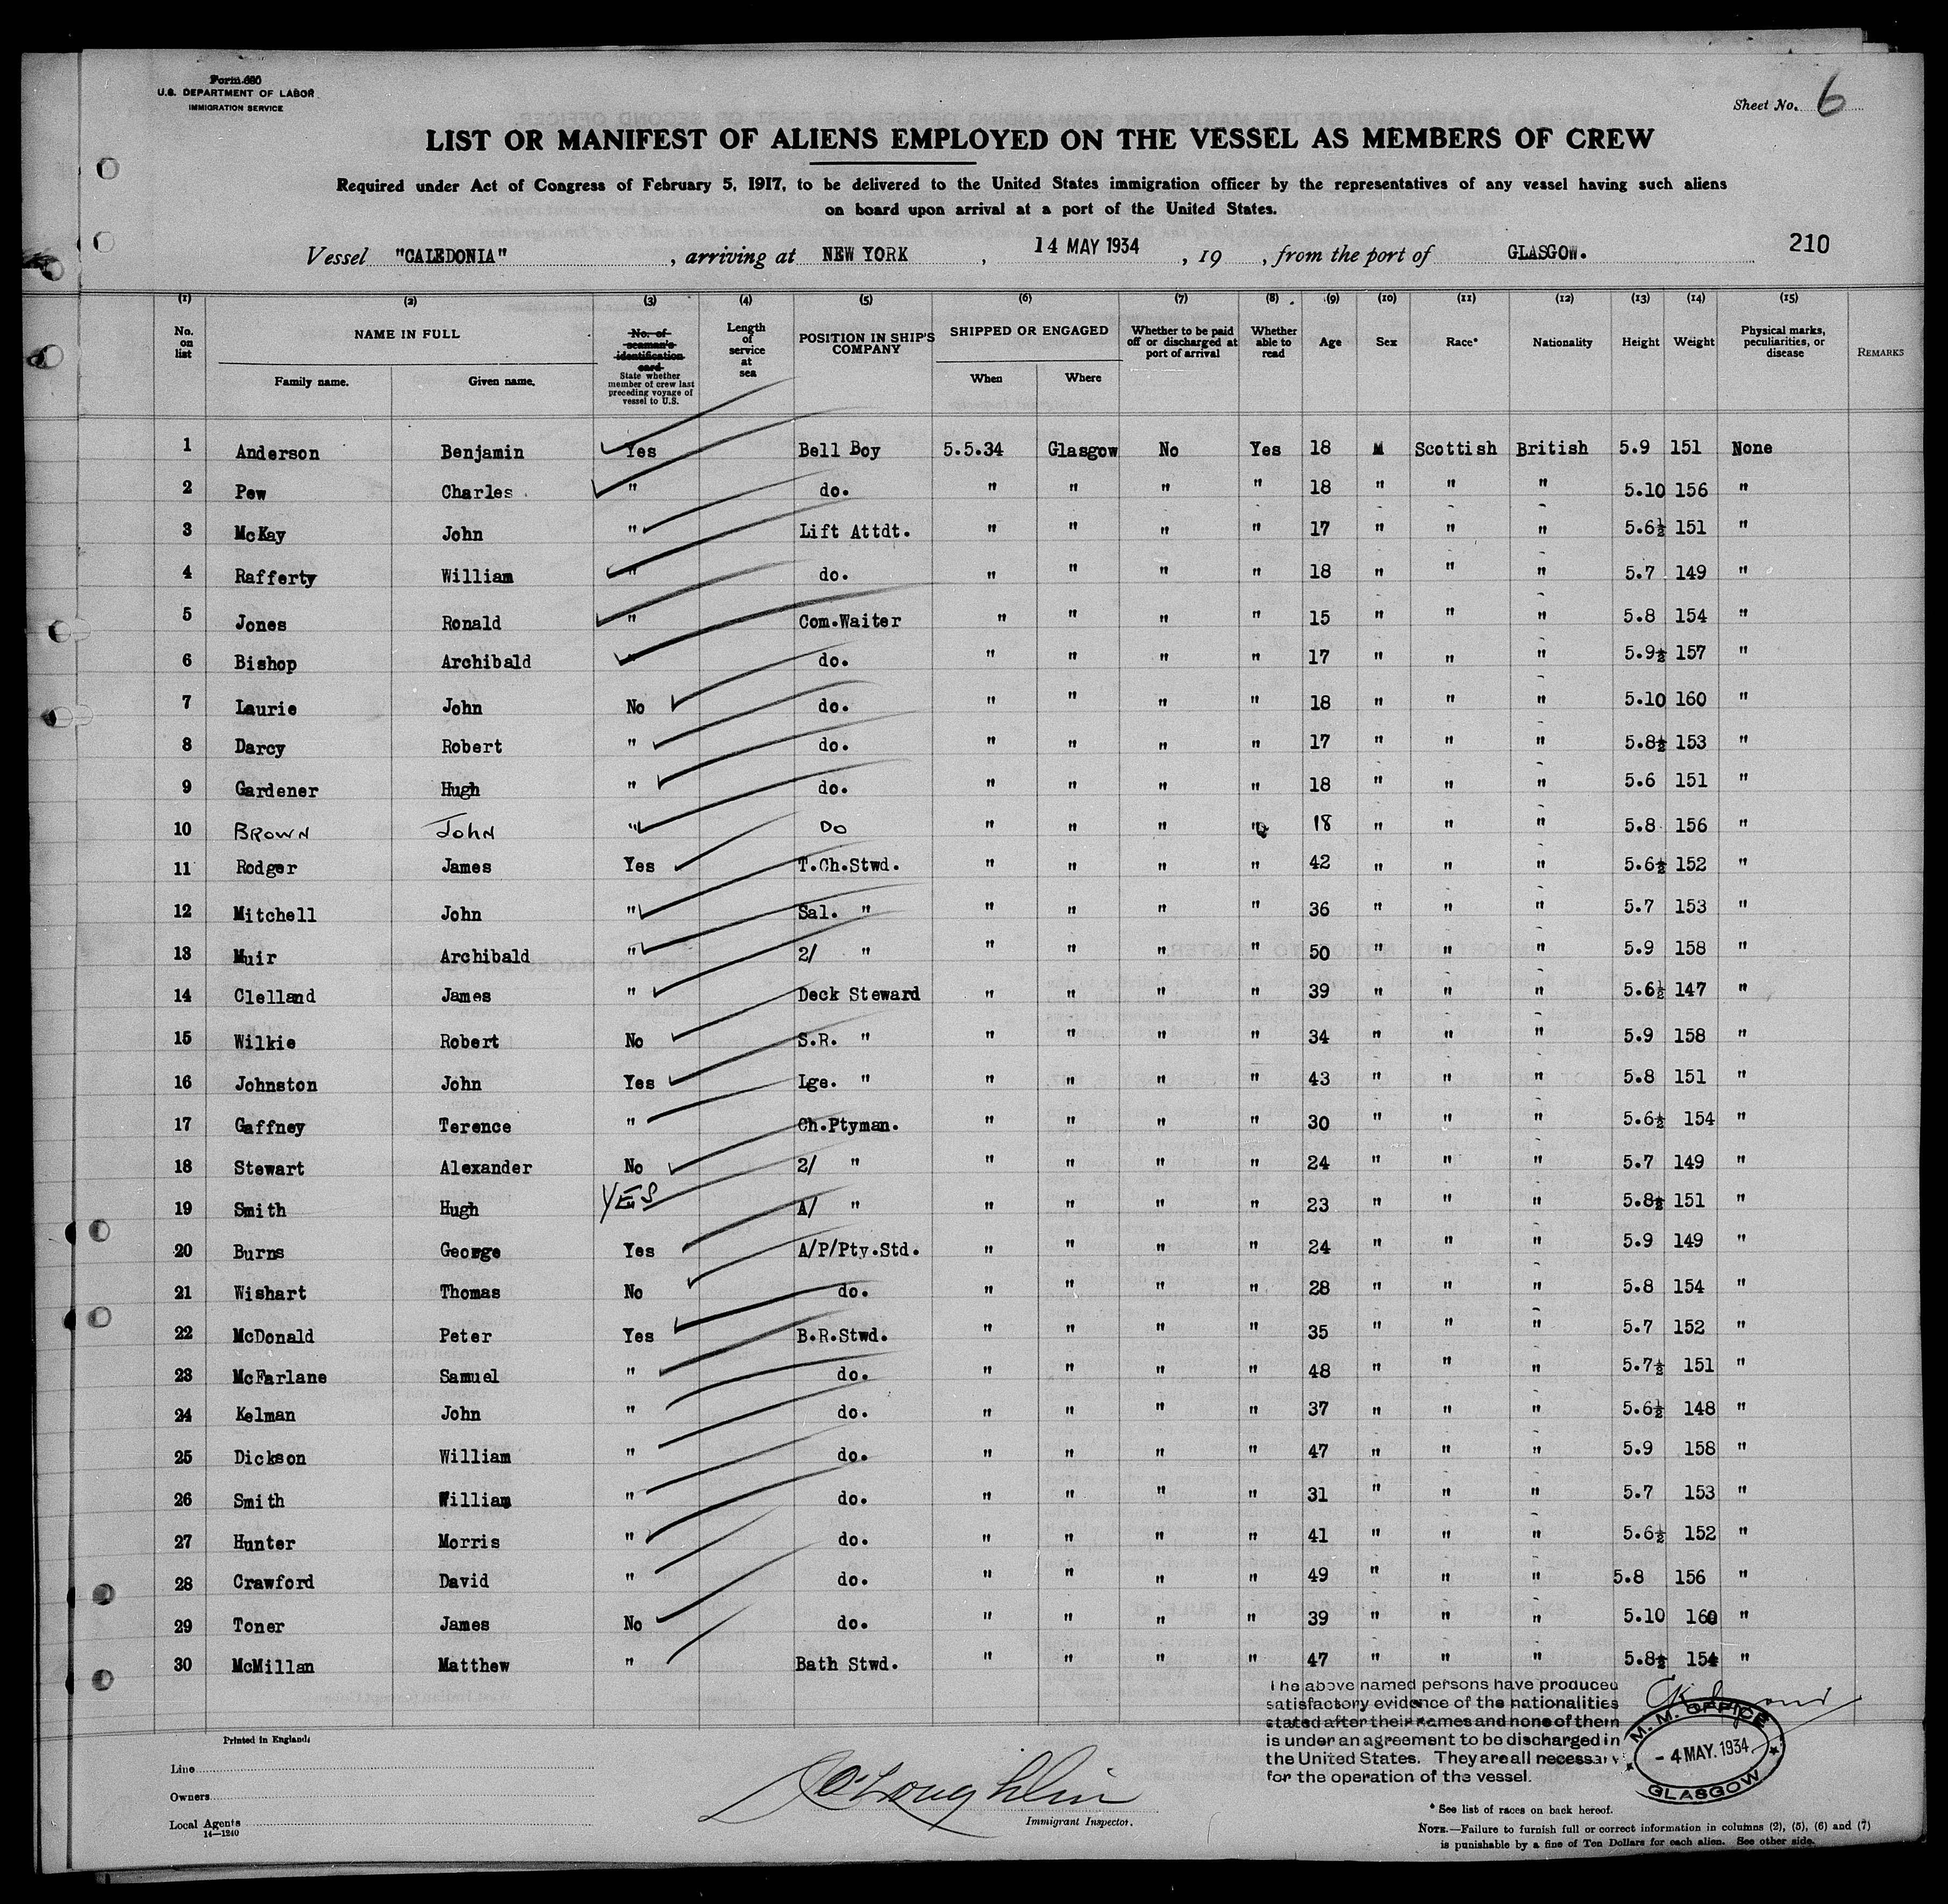 Form 680
U.S. DEPARTMENT OF LABOR
IMMIGRATION SERVICE
Sheet No. 6
LIST OR MANIFEST OF ALIENS EMPLOYED ON THE VESSEL AS MEMBERS OF CREW
Required under Act of Congress of February 5, 1917, to be delivered to the United States immigration officer by the representatives of any vessel having such aliens
on board upon arrival at a port of the United States.
Vessel "CALEDONIA", arriving at NEW YORK, 14 MAY 1934, 19 , from the port of GLASGOW. 210
(1) (2) (3) (4) (5) (6) (7) (8) (9) (10) (11) (12) (13) (14) (15)
No. on list NAME IN FULL Family name. Given name. No. of seaman's identification card State whether member of crew last preceding voyage of vessel to U.S. Length of service at sea POSITION IN SHIP'S COMPANY SHIPPED OR ENGAGED When Where Whether to be paid off or discharged at port of arrival Whether able to read Age Sex Race* Nationality Height Weight Physical marks, peculiarities, or disease REMARKS
1 Anderson Benjamin Yes Bell Boy 5.5.34 Glasgow No Yes 18 M Scottish British 5.9 151 None
2 Pew Charles " do. " " " " 18 " " " 5.10 156 "
3 McKay John " Lift Attdt. " " " " 17 " " " 5.6½ 151 "
4 Rafferty William " do. " " " " 18 " " " 5.7 149 "
5 Jones Ronald " Com.Waiter " " " " 15 " " " 5.8 154 "
6 Bishop Archibald " do. " " " " 17 " " " 5.9½ 157 "
7 Laurie John No do. " " " " 18 " " " 5.10 160 "
8 Darcy Robert " do. " " " " 17 " " " 5.8½ 153 "
9 Gardener Hugh " do. " " " " 18 " " " 5.6 151 "
10 BROWN JOHN " DO " " " " 18 " " " 5.8 156 "
11 Rodger James Yes T.Ch.Stwd. " " " " 42 " " " 5.6½ 152 "
12 Mitchell John " Sal. " " " " " 36 " " " 5.7 153 "
13 Muir Archibald " 2/ " " " " " 50 " " " 5.9 158 "
14 Clelland James " Deck Steward " " " " 39 " " " 5.6½ 147 "
15 Wilkie Robert No S.R. " " " " " 34 " " " 5.9 158 "
16 Johnston John Yes Lge. " " " " " 43 " " " 5.8 151 "
17 Gaffney Terence " Ch.Ptyman. " " " " 30 " " " 5.6½ 154 "
18 Stewart Alexander No 2/ " " " " " 24 " " " 5.7 149 "
19 Smith Hugh YES A/ " " " " " 23 " " " 5.8½ 151 "
20 Burns George Yes A/P/Pty.Std. " " " " 24 " " " 5.9 149 "
21 Wishart Thomas No do. " " " " 28 " " " 5.8 154 "
22 McDonald Peter Yes B.R.Stwd. " " " " 35 " " " 5.7 152 "
23 McFarlane Samuel " do. " " " " 48 " " " 5.7½ 151 "
24 Kelman John " do. " " " " 37 " " " 5.6½ 148 "
25 Dickson William " do. " " " " 47 " " " 5.9 158 "
26 Smith William " do. " " " " 31 " " " 5.7 153 "
27 Hunter Morris " do. " " " " 41 " " " 5.6½ 152 "
28 Crawford David " do. " " " " 49 " " " 5.8 156 "
29 Toner James No do. " " " " 39 " " " 5.10 160 "
30 McMillan Matthew " Bath Stwd. " " " " 47 " " " 5.8½ 154 "
The above named persons have produced
satisfactory evidence of the nationalities
stated after their names and none of them
is under an agreement to be discharged in
the United States. They are all necessary
for the operation of the vessel.
M. M. OFFICE
- 4 MAY. 1934
GLASGOW
Printed in England
Line
Owners
Local Agents
14—1240
O'Loughlin
Immigrant Inspector.
* See list of races on back hereof.
NOTE.—Failure to furnish full or correct information in columns (2), (5), (6) and (7)
is punishable by a fine of Ten Dollars for each alien. See other side.